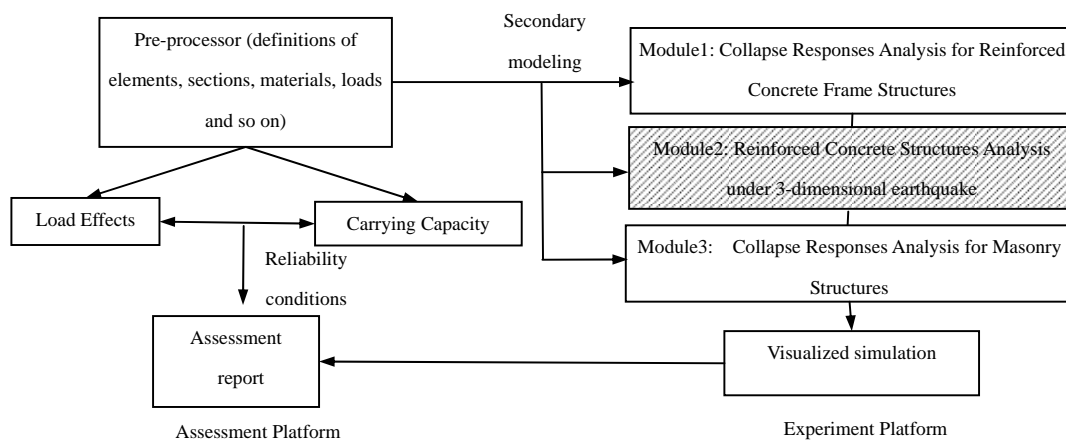 Pre-processor (definitions of
elements, sections, materials, loads
and so on)
Secondary
modeling
Module1: Collapse Responses Analysis for Reinforced
Concrete Frame Structures
Module2: Reinforced Concrete Structures Analysis
under 3-dimensional earthquake
Module3: Collapse Responses Analysis for Masonry
Structures
Load Effects
Carrying Capacity
Reliability
conditions
Assessment
report
Visualized simulation
Assessment Platform
Experiment Platform